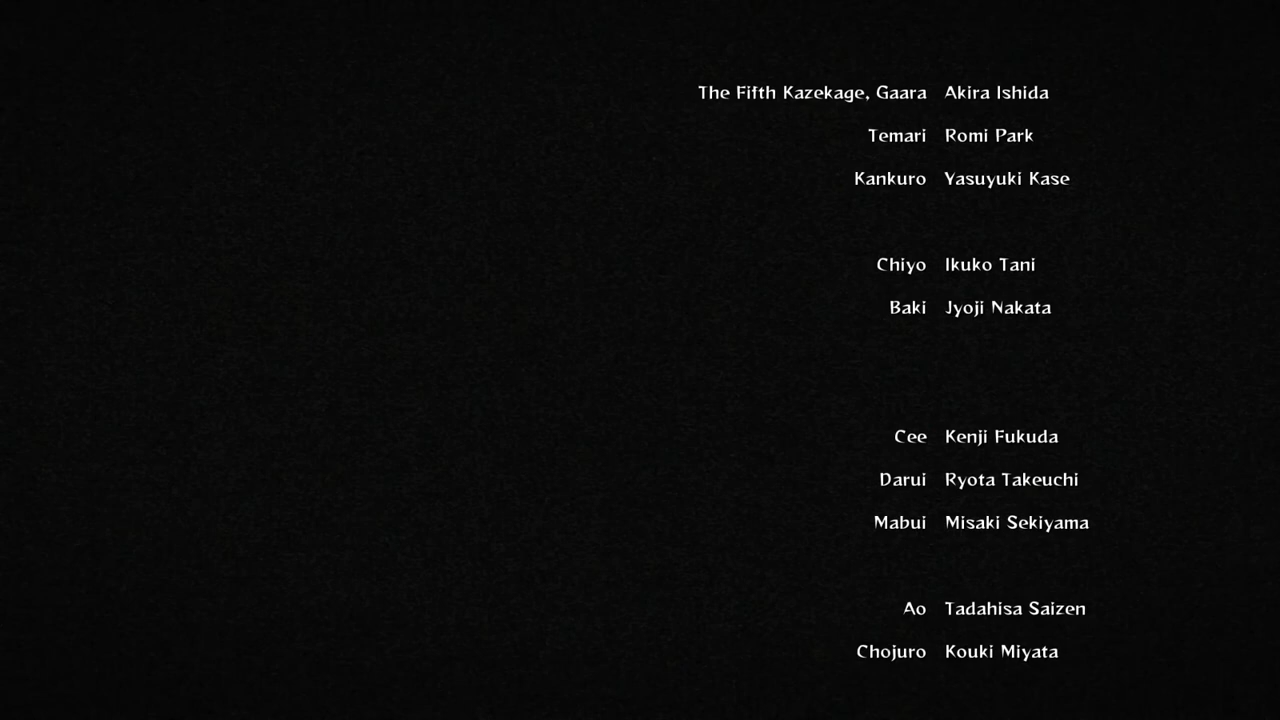 The Fifth Kazekage, Gaara Akira Ishida
Temari Romi Park
Kankuro Yasuyuki Kase
Chiyo Ikuko Tani
Baki Jyoji Nakata
Cee Kenji Fukuda
Darui Ryota Takeuchi
Mabui Misaki Sekiyama
Ao Tadahisa Saizen
Chojuro Kouki Miyata